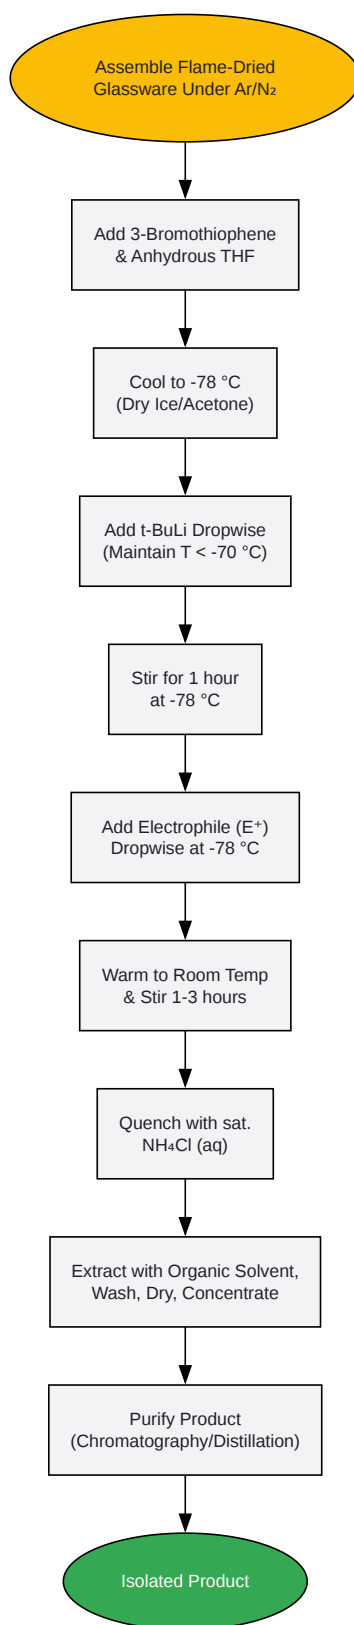 Assemble Flame-Dried
Glassware Under Ar/N₂
Add 3-Bromothiophene
& Anhydrous THF
Cool to -78 °C
(Dry Ice/Acetone)
Add t-BuLi Dropwise
(Maintain T < -70 °C)
Stir for 1 hour
at -78 °C
Add Electrophile (E⁺)
Dropwise at -78 °C
Warm to Room Temp
& Stir 1-3 hours
Quench with sat.
NH₄Cl (aq)
Extract with Organic Solvent,
Wash, Dry, Concentrate
Purify Product
(Chromatography/Distillation)
Isolated Product